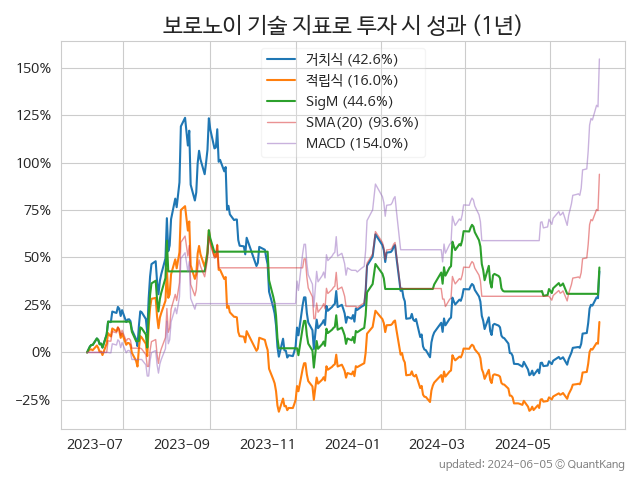 보로노이 기술 지표로 투자 시 성과 (1년)
거치식 (42.6%)
적립식 (16.0%)
SigM (44.6%)
SMA(20) (93.6%)
MACD (154.0%)
150%
125%
100%
75%
50%
25%
0%
−25%
2023-07 2023-09 2023-11 2024-01 2024-03 2024-05
updated: 2024-06-05 © QuantKang